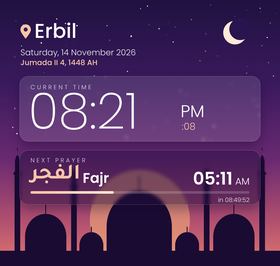 Erbil
Saturday, 14 November 2026
Jumada II 4, 1448 AH
CURRENT TIME
08:21 PM
:08
NEXT PRAYER
الفجر Fajr 05:11 AM
in 08:49:52